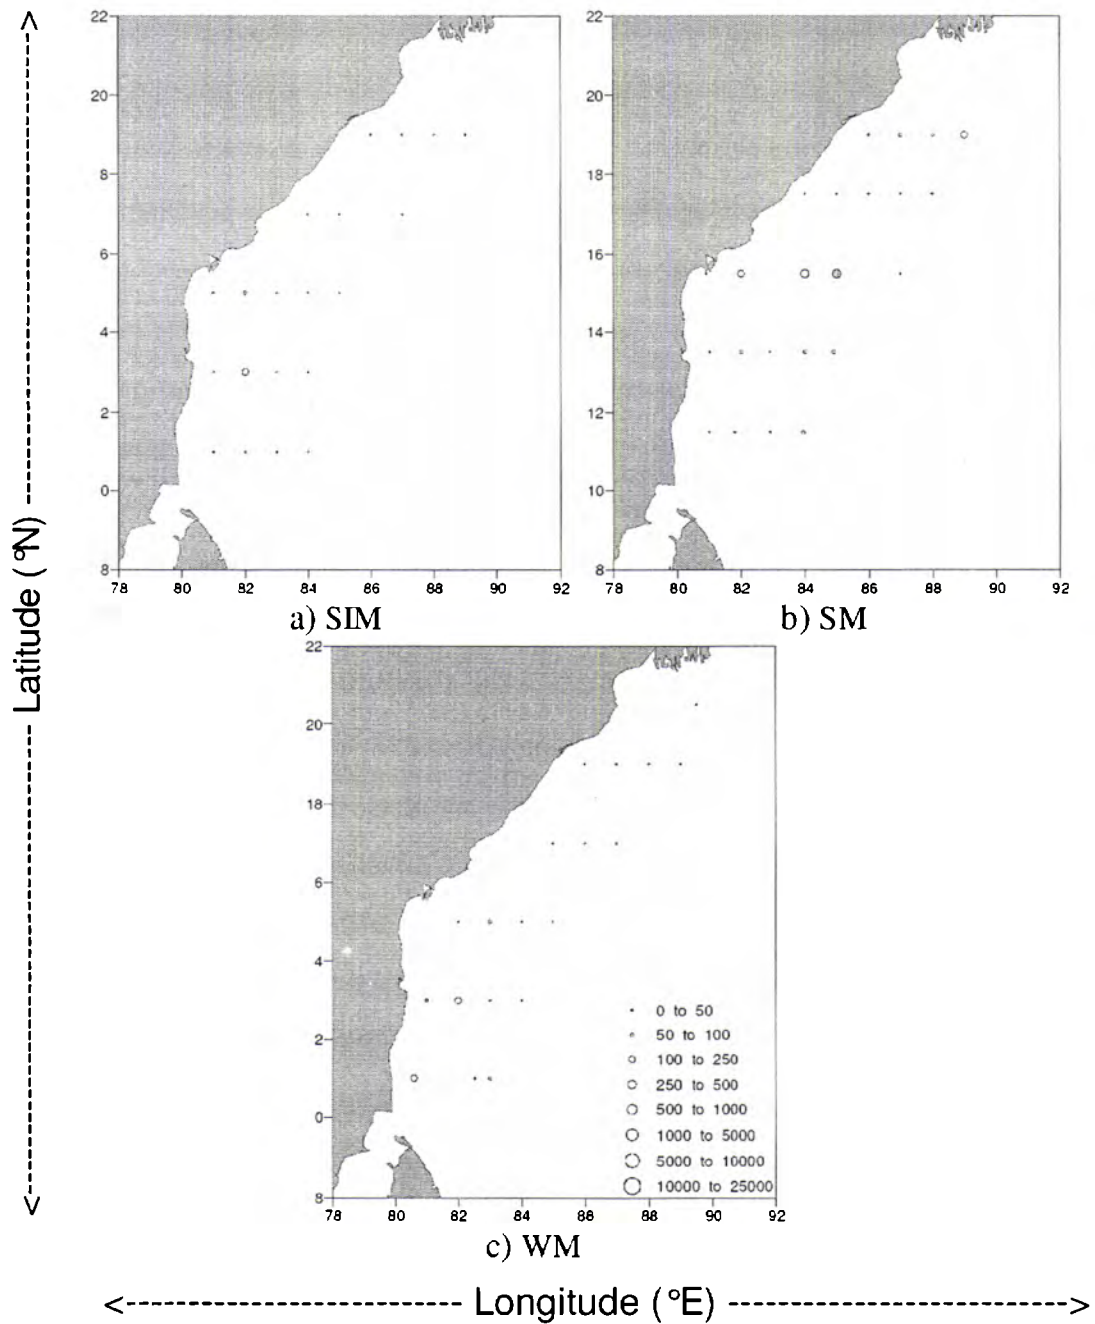 22
20
8
6
4
2
0
8
78 80 82 84 86 88 90 92
a) SIM
22
20
18
16
14
12
10
8
78 80 82 84 86 88 90 92
b) SM
22
20
18
6
4
2
0
8
78 80 82 84 86 88 90 92
c) WM
0 to 50
50 to 100
100 to 250
250 to 500
500 to 1000
1000 to 5000
5000 to 10000
10000 to 25000
<---------- Latitude (°N) ---------->
<---------- Longitude (°E) ---------->